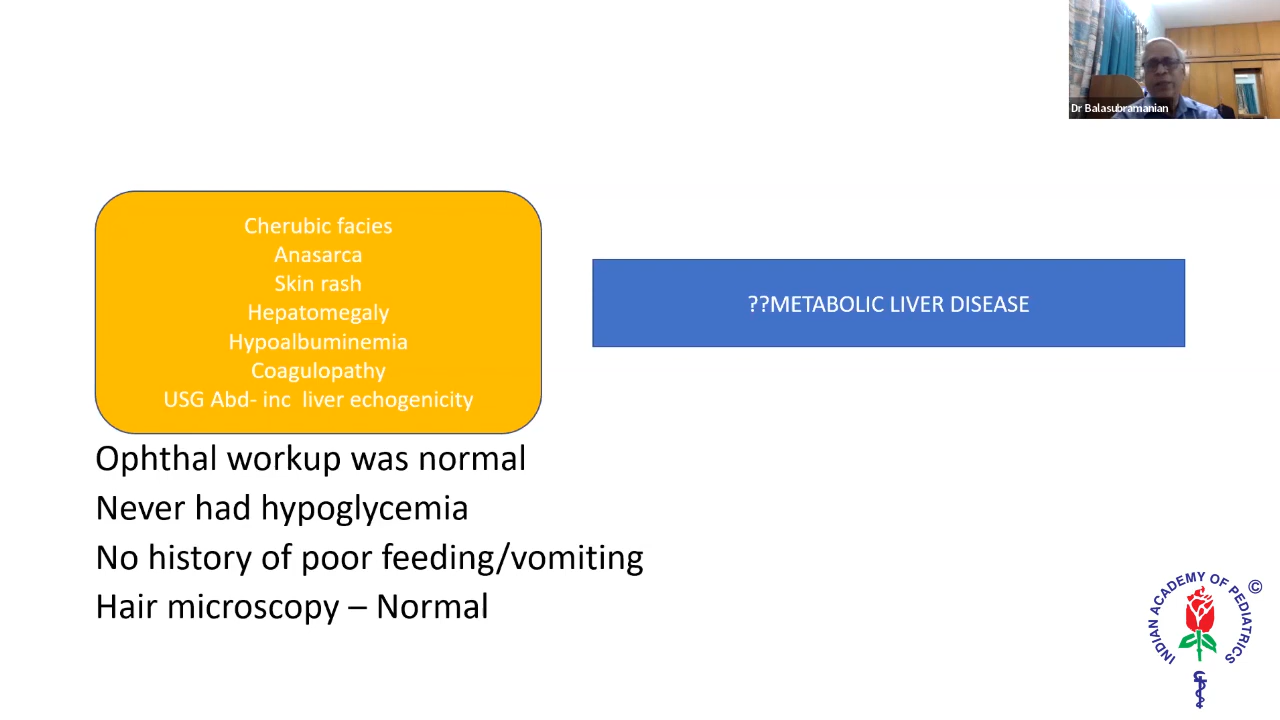 Dr Balasubramanian
Cherubic facies
Anasarca
Skin rash
Hepatomegaly
Hypoalbuminemia
Coagulopathy
USG Abd- inc  liver echogenicity
??METABOLIC LIVER DISEASE
Ophthal workup was normal
Never had hypoglycemia
No history of poor feeding/vomiting
Hair microscopy – Normal
INDIAN ACADEMY OF PEDIATRICS
©